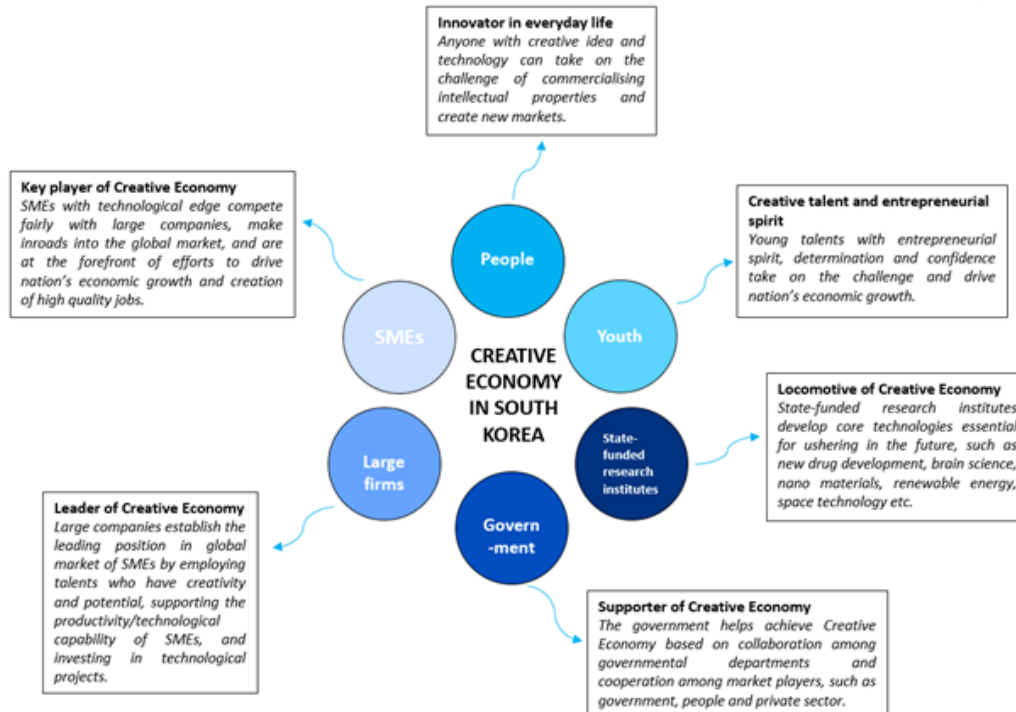 Innovator in everyday life
Anyone with creative idea and
technology can take on the
challenge of commercialising
intellectual properties and
create new markets.
Key player of Creative Economy
SMEs with technological edge compete
fairly with large companies, make
inroads into the global market, and are
at the forefront of efforts to drive
nation's economic growth and creation
of high quality jobs.
Creative talent and entrepreneurial
spirit
Young talents with entrepreneurial
spirit, determination and confidence
take on the challenge and drive
nation's economic growth.
People
SMEs
Youth
CREATIVE
ECONOMY
IN SOUTH
KOREA
Large
firms
State-
funded
research
institutes
Govern
-ment
Locomotive of Creative Economy
State-funded research institutes
develop core technologies essential
for ushering in the future, such as
new drug development, brain science,
nano materials, renewable energy,
space technology etc.
Leader of Creative Economy
Large companies establish the
leading position in global
market of SMEs by employing
talents who have creativity
and potential, supporting the
productivity/technological
capability of SMEs, and
investing in technological
projects.
Supporter of Creative Economy
The government helps achieve Creative
Economy based on collaboration among
governmental departments and
cooperation among market players, such as
government, people and private sector.